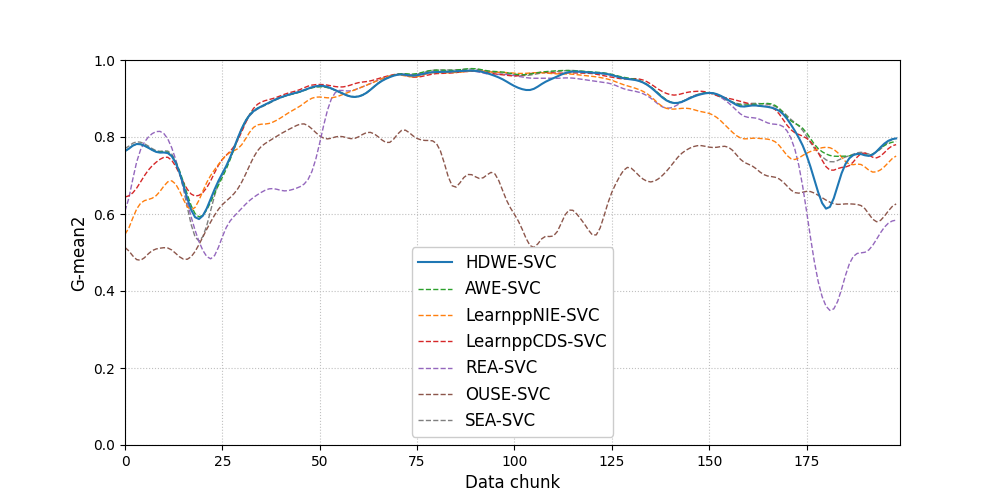 1.0
0.8
0.6
0.4
0.2
0.0
G-mean2
0
25
50
75
100
125
150
175
Data chunk
HDWE-SVC
AWE-SVC
LearnppNIE-SVC
LearnppCDS-SVC
REA-SVC
OUSE-SVC
SEA-SVC